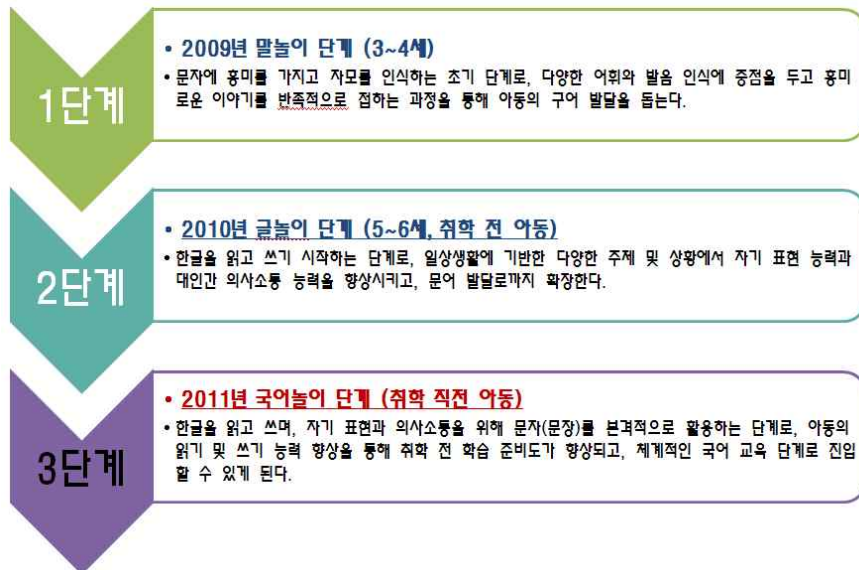 1단계
• 2009년 말놀이 단계 (3~4세)
• 문자에 흥미를 가지고 자모를 인식하는 초기 단계로, 다양한 어휘와 발음 인식에 중점을 두고 흥미
로운 이야기를 반족적으로 접하는 과정을 통해 아동의 구어 발달을 돕는다.
2단계
• 2010년 글놀이 단계 (5~6세, 취학 전 아동)
• 한글을 읽고 쓰기 시작하는 단계로, 일상생활에 기반한 다양한 주제 및 상황에서 자기 표현 능력과
대인간 의사소통 능력을 향상시키고, 문어 발달로까지 확장한다.
3단계
• 2011년 국어놀이 단계 (취학 직전 아동)
• 한글을 읽고 쓰며, 자기 표현과 의사소통을 위해 문자(문장)를 본격적으로 활용하는 단계로, 아동의
읽기 및 쓰기 능력 향상을 통해 취학 전 학습 준비도가 향상되고, 체계적인 국어 교육 단계로 진입
할 수 있게 된다.